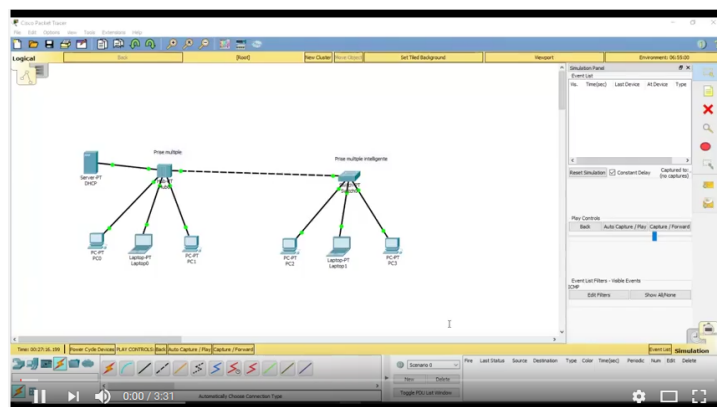 Cisco Packet Tracer
File Edit Options View Tools Extensions Help
Logical Back [Root] New Cluster Move Object Set Tiled Background Viewport Environment: 06:55:00
Simulation Panel
Event List
No. Time(sec) Last Device At Device Type
Prise multiple
Prise multiple intelligente
Server-PT
DHCP
PC-PT
PC0
Laptop-PT
Laptop0
PC-PT
PC1
PC-PT
PC2
Laptop-PT
Laptop1
PC-PT
PC3
Reset Simulation Constant Delay Captured to:
(no captures)
Play Controls
Back Auto Capture / Play Capture / Forward
Event List Filters - Visible Events
ICMP
Edit Filters Show All/None
Power Cycle Devices PLAY CONTROLS: Back Auto Capture / Play Capture / Forward Event List Simulation
Scenario 0
Fire Last Status Source Destination Type Color Time(sec) Periodic Num Edit Delete
New Delete
Toggle PDU List Window
Automatically Choose Connection Type
0:00 / 3:31